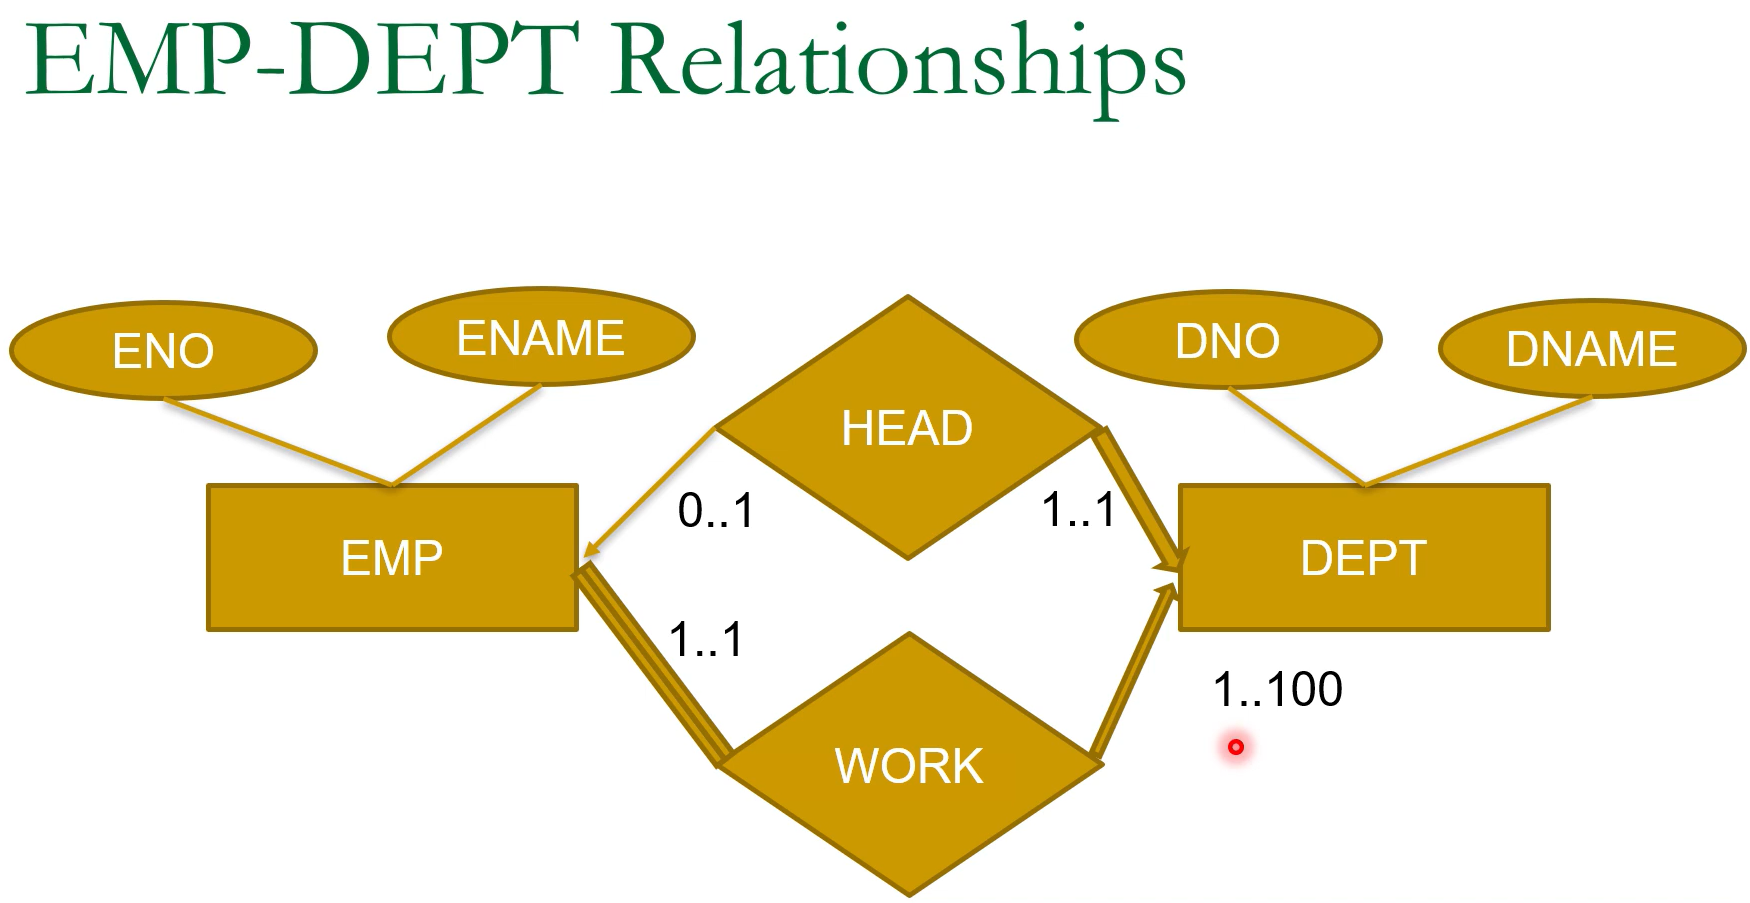 EMP-DEPT Relationships
ENO
ENAME
DNO
DNAME
HEAD
0..1
1..1
EMP
DEPT
1..1
1..100
WORK